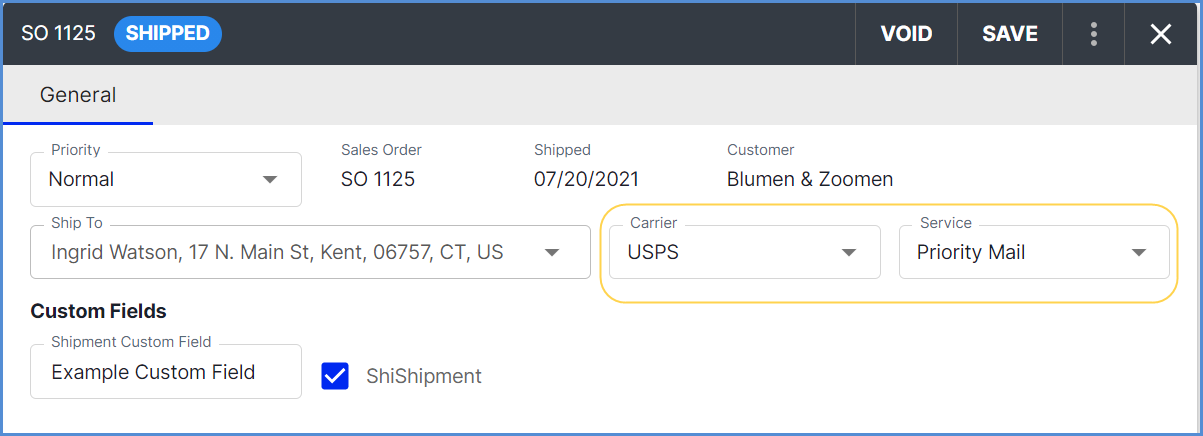 SO 1125 SHIPPED VOID SAVE
General
Priority Sales Order Shipped Customer
Normal SO 1125 07/20/2021 Blumen & Zoomen
Ship To Carrier Service
Ingrid Watson, 17 N. Main St, Kent, 06757, CT, US USPS Priority Mail
Custom Fields
Shipment Custom Field
Example Custom Field ShiShipment